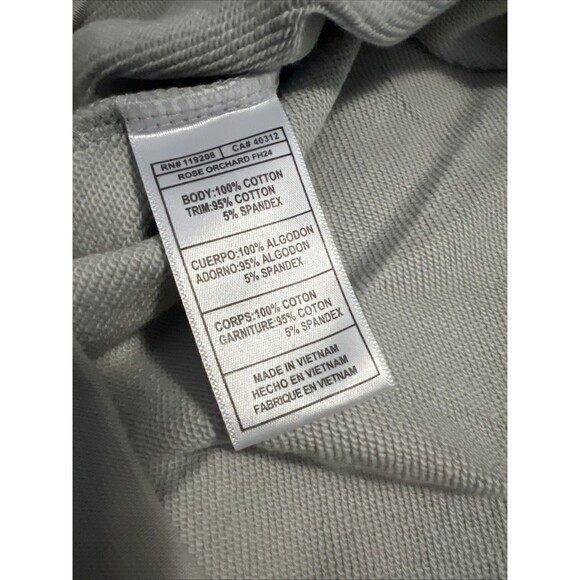 RN# 119208 CA# 40312
ROSE ORCHARD FH24
BODY:100% COTTON
TRIM:95% COTTON
5% SPANDEX
CUERPO:100% ALGODON
ADORNO:95% ALGODON
5% SPANDEX
CORPS:100% COTON
GARNITURE:95% COTON
5% SPANDEX
MADE IN VIETNAM
HECHO EN VIETNAM
FABRIQUE EN VIETNAM